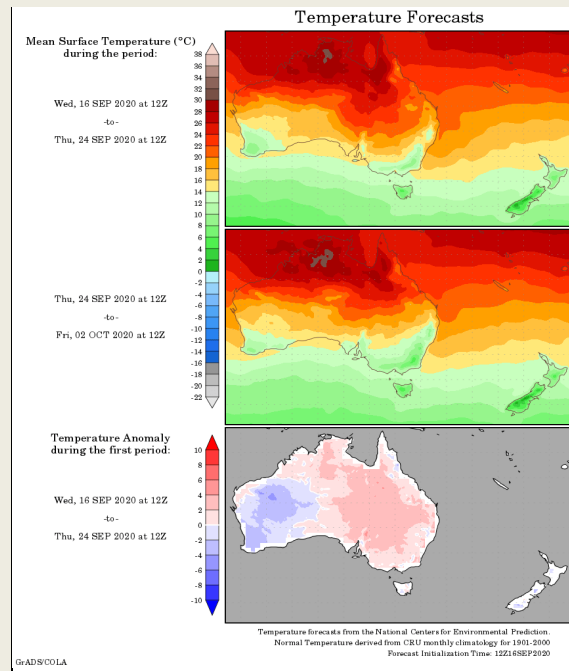 Temperature Forecasts
Mean Surface Temperature (°C)
during the period:
Wed, 16 SEP 2020 at 12Z
-to-
Thu, 24 SEP 2020 at 12Z
38
36
34
32
30
28
26
24
22
20
18
16
14
12
10
8
6
4
2
0
-2
-4
-6
-8
-10
-12
-14
-16
-18
-20
-22
Thu, 24 SEP 2020 at 12Z
-to-
Fri, 02 OCT 2020 at 12Z
Temperature Anomaly
during the first period:
Wed, 16 SEP 2020 at 12Z
-to-
Thu, 24 SEP 2020 at 12Z
10
8
6
4
2
0
-2
-4
-6
-8
-10
Temperature forecasts from the National Centers for Environmental Prediction.
Normal Temperature derived from CRU monthly climatology for 1901-2000
Forecast Initialization Time: 12Z16SEP2020
GrADS/COLA